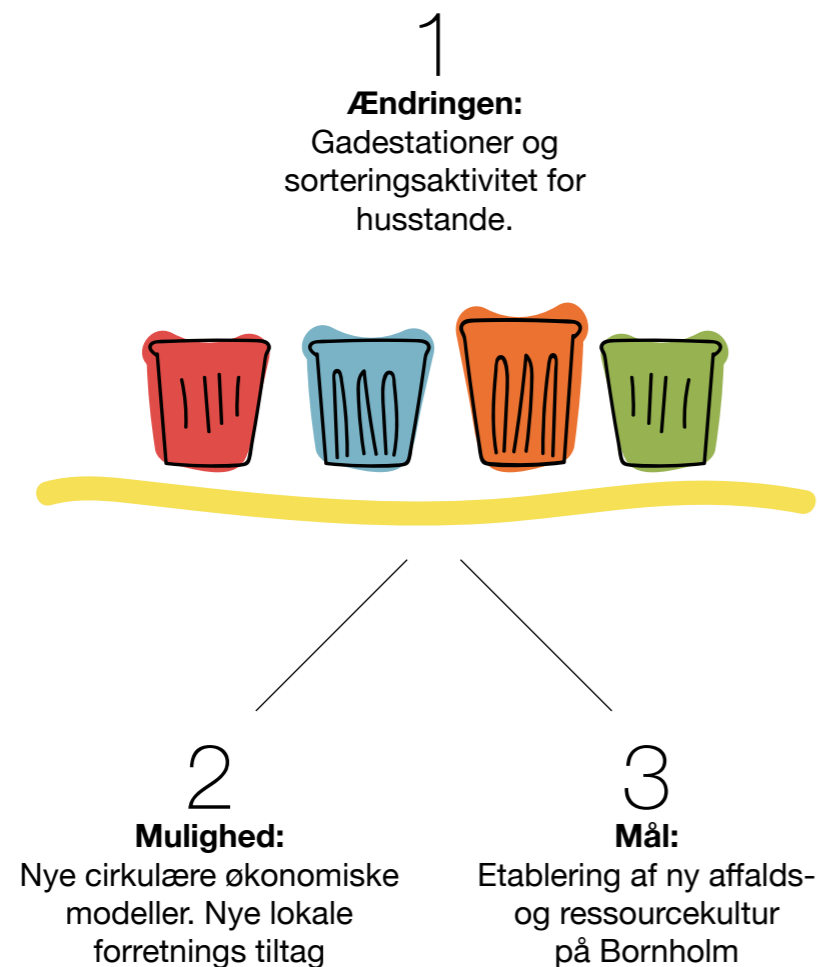 1
Ændringen:
Gadestationer og
sorteringsaktivitet for
husstande.
2
Mulighed:
Nye cirkulære økonomiske
modeller. Nye lokale
forretnings tiltag
3
Mål:
Etablering af ny affalds-
og ressourcekultur
på Bornholm